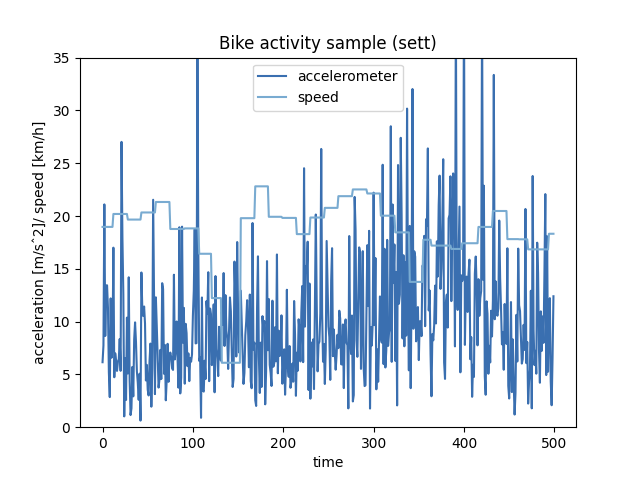 Bike activity sample (sett)
accelerometer
speed
acceleration [m/s^2]/ speed [km/h]
35
30
25
20
15
10
5
0
0 100 200 300 400 500
time